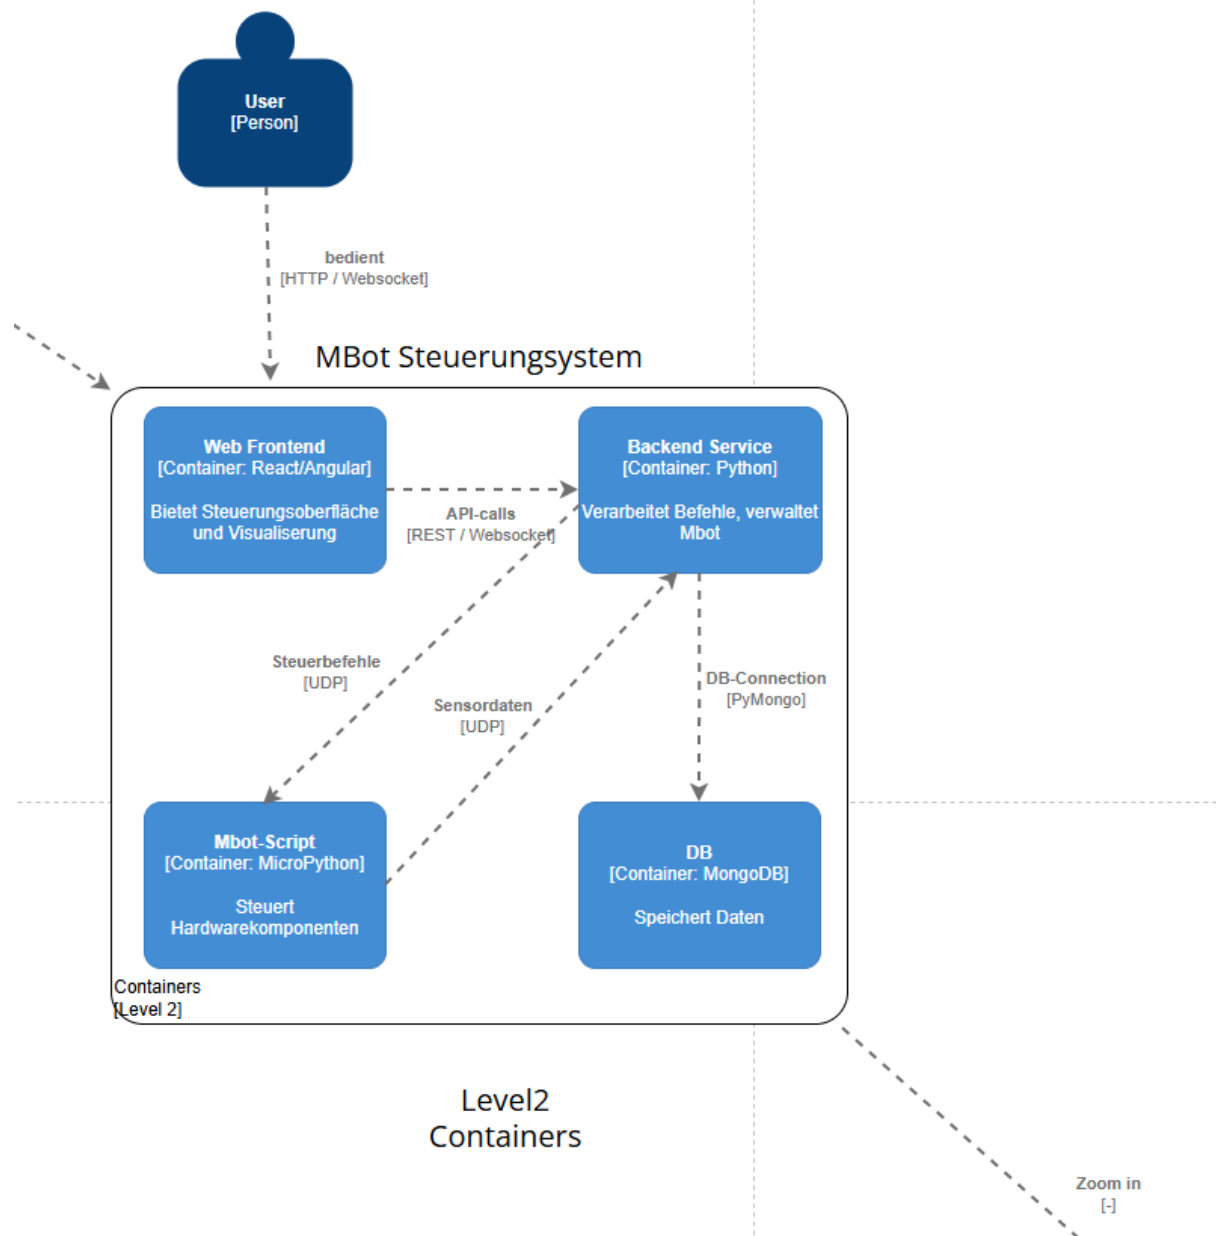 User
[Person]
bedient
[HTTP / Websocket]
MBot Steuerungsystem
Web Frontend
[Container: React/Angular]
Bietet Steuerungsoberfläche
und Visualiserung
API-calls
[REST / Websocket]
Backend Service
[Container: Python]
Verarbeitet Befehle, verwaltet
Mbot
Steuerbefehle
[UDP]
Sensordaten
[UDP]
DB-Connection
[PyMongo]
Mbot-Script
[Container: MicroPython]
Steuert
Hardwarekomponenten
DB
[Container: MongoDB]
Speichert Daten
Containers
[Level 2]
Level2
Containers
Zoom in
[-]